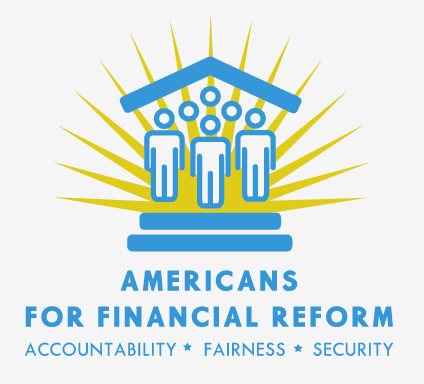 AMERICANS
FOR FINANCIAL REFORM
ACCOUNTABILITY ★ FAIRNESS ★ SECURITY